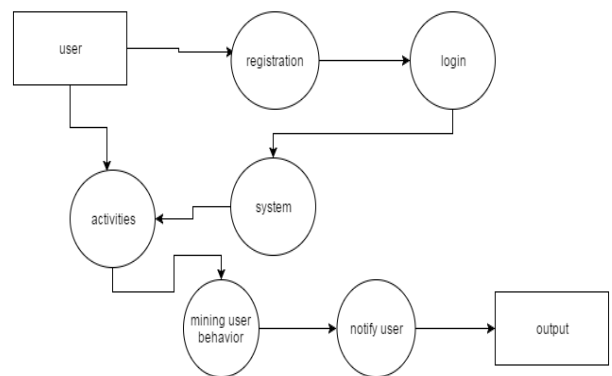 user
registration
login
activities
system
mining user
behavior
notify user
output